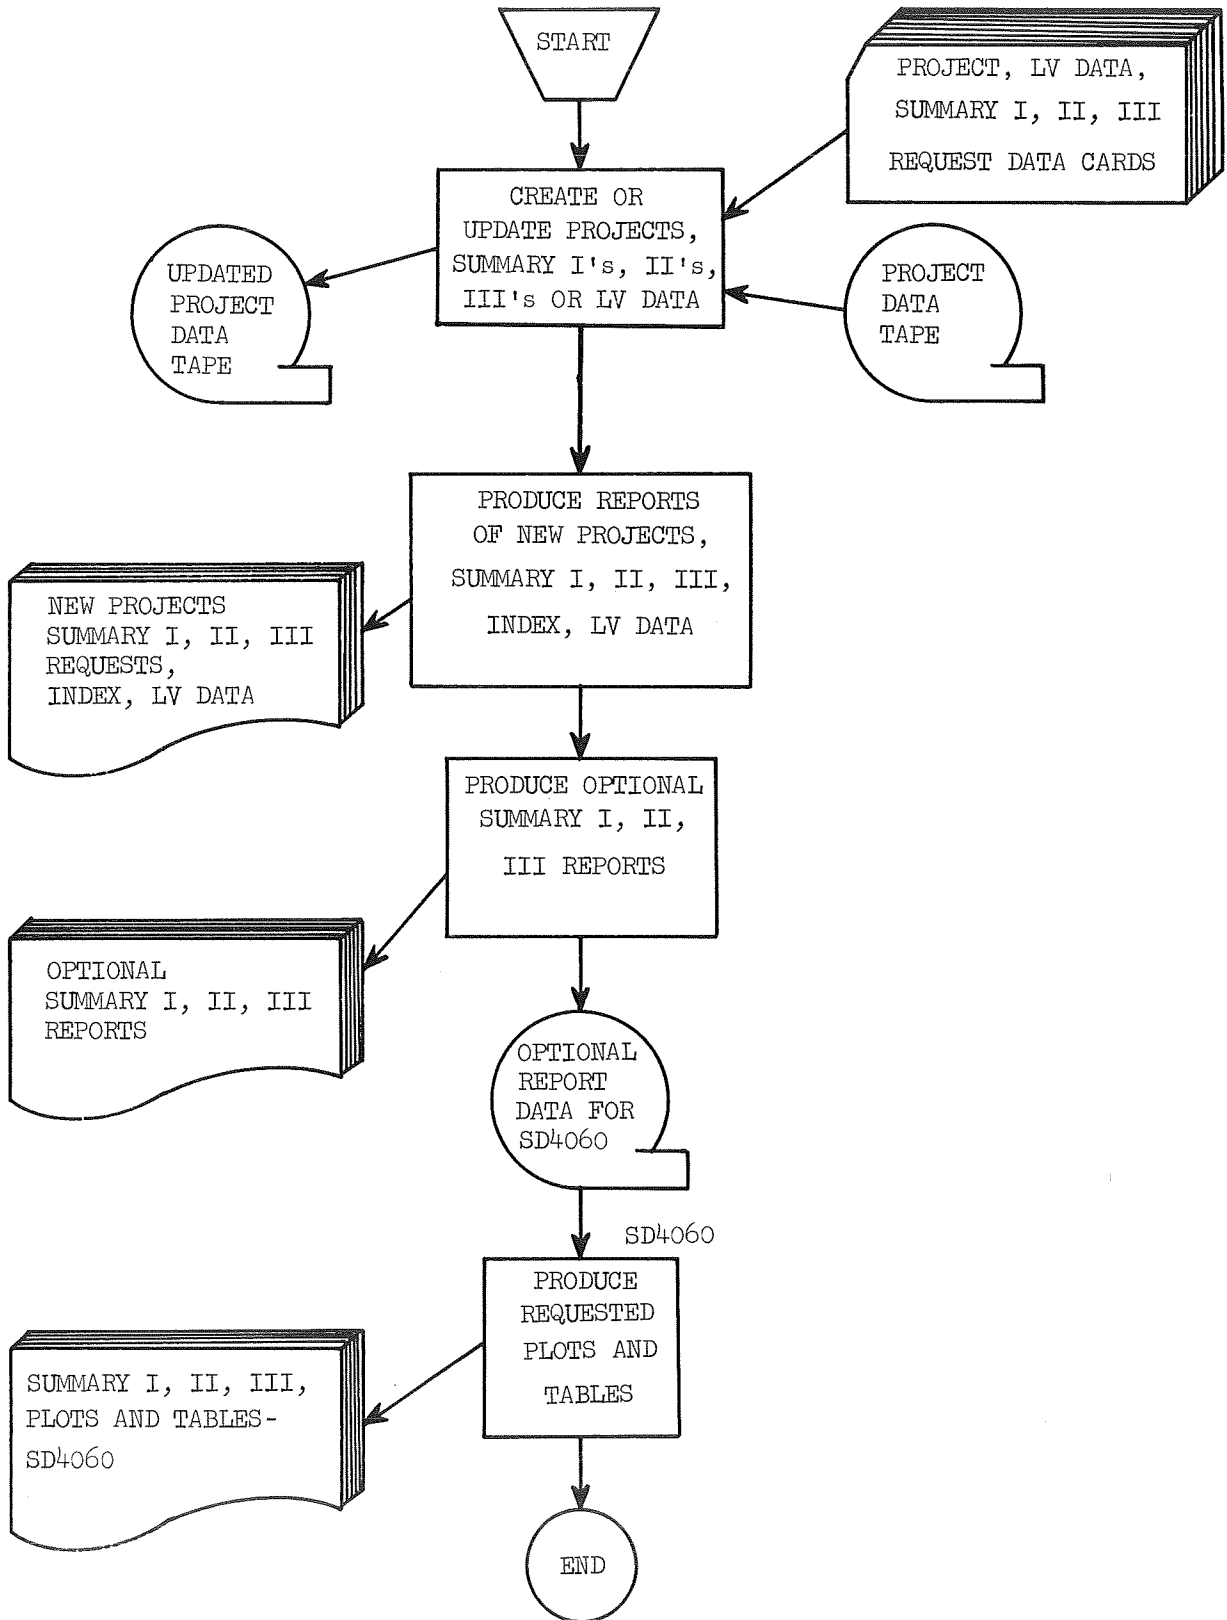 START
PROJECT, LV DATA,
SUMMARY I, II, III
REQUEST DATA CARDS
CREATE OR
UPDATE PROJECTS,
SUMMARY I's, II's,
III's OR LV DATA
UPDATED
PROJECT
DATA
TAPE
PROJECT
DATA
TAPE
PRODUCE REPORTS
OF NEW PROJECTS,
SUMMARY I, II, III,
INDEX, LV DATA
NEW PROJECTS
SUMMARY I, II, III
REQUESTS,
INDEX, LV DATA
PRODUCE OPTIONAL
SUMMARY I, II,
III REPORTS
OPTIONAL
SUMMARY I, II, III
REPORTS
OPTIONAL
REPORT
DATA FOR
SD4060
SD4060
PRODUCE
REQUESTED
PLOTS AND
TABLES
SUMMARY I, II, III,
PLOTS AND TABLES-
SD4060
END